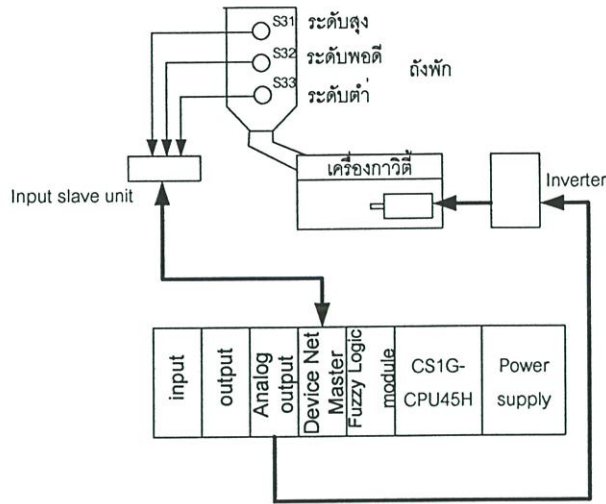 S31 ระดับสูง
S32 ระดับพอดี
ถังพัก
S33 ระดับต่ำ
เครื่องกาวิตี้
Input slave unit
Inverter
input
output
Analog
output
Device Net
Master
Fuzzy Logic
module
CS1G-
CPU45H
Power
supply